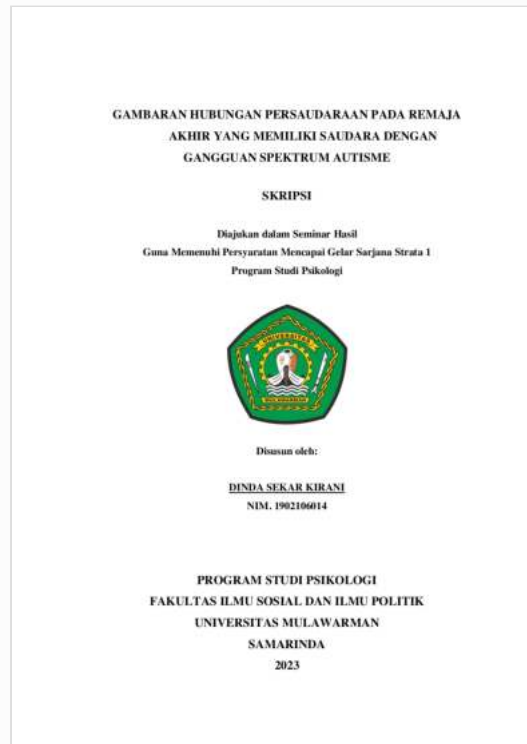 GAMBARAN HUBUNGAN PERSAUDARAAN PADA REMAJA
AKHIR YANG MEMILIKI SAUDARA DENGAN
GANGGUAN SPEKTRUM AUTISME
SKRIPSI
Diajukan dalam Seminar Hasil
Guna Memenuhi Persyaratan Mencapai Gelar Sarjana Strata 1
Program Studi Psikologi
UNIVERSITAS
MULAWARMAN
Disusun oleh:
DINDA SEKAR KIRANI
NIM. 1902106014
PROGRAM STUDI PSIKOLOGI
FAKULTAS ILMU SOSIAL DAN ILMU POLITIK
UNIVERSITAS MULAWARMAN
SAMARINDA
2023